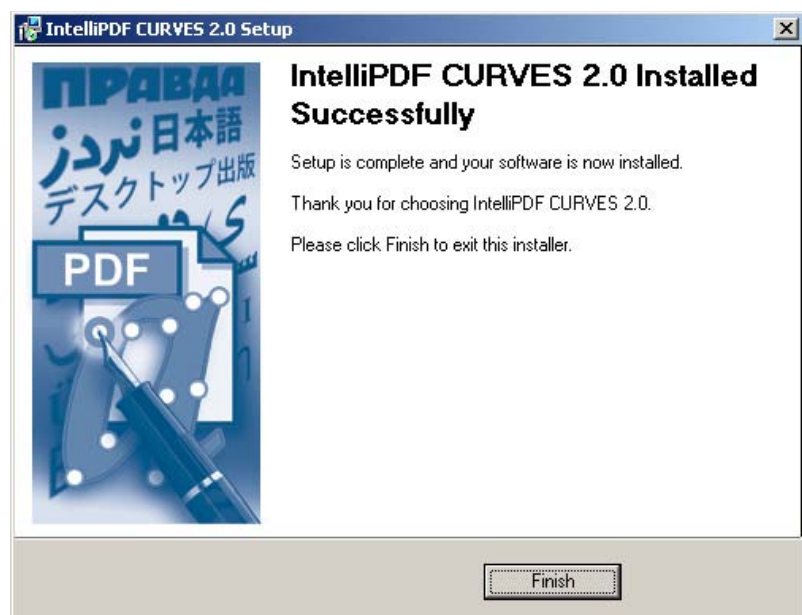 IntelliPDF CURVES 2.0 Setup
ПРАВДА
日本語
デスクトップ出版
PDF
IntelliPDF CURVES 2.0 Installed
Successfully
Setup is complete and your software is now installed.
Thank you for choosing IntelliPDF CURVES 2.0.
Please click Finish to exit this installer.
Finish